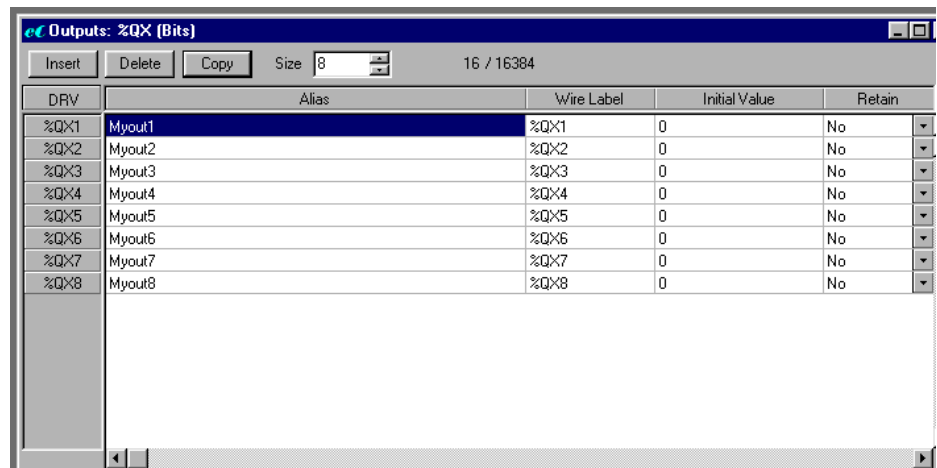 eC Outputs: %QX (Bits)
Insert Delete Copy Size 8 16 / 16384
DRV Alias Wire Label Initial Value Retain
%QX1 Myout1 %QX1 0 No
%QX2 Myout2 %QX2 0 No
%QX3 Myout3 %QX3 0 No
%QX4 Myout4 %QX4 0 No
%QX5 Myout5 %QX5 0 No
%QX6 Myout6 %QX6 0 No
%QX7 Myout7 %QX7 0 No
%QX8 Myout8 %QX8 0 No